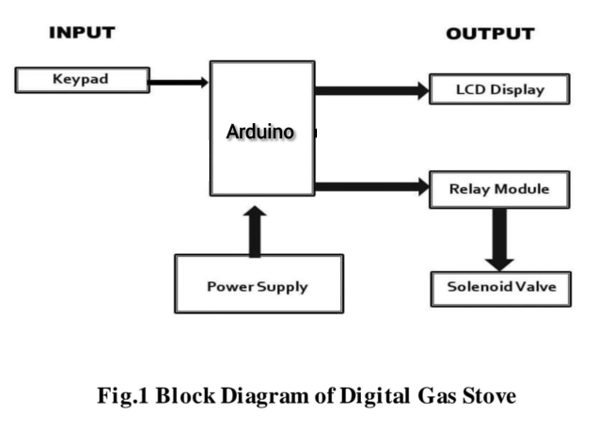 INPUT
OUTPUT
Keypad
LCD Display
Arduino
Relay Module
Power Supply
Solenoid Valve
Fig.1 Block Diagram of Digital Gas Stove